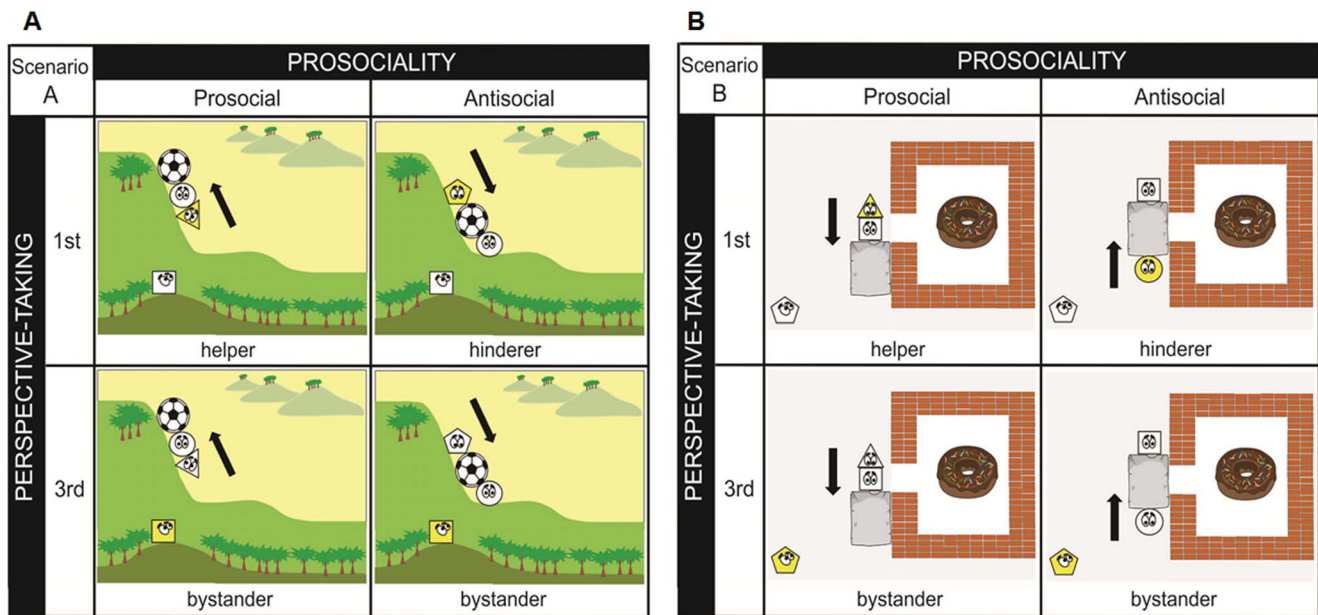 A
Scenario
A
PROSOCIALITY
Prosocial
Antisocial
PERSPECTIVE-TAKING
1st
helper
hinderer
3rd
bystander
bystander
B
Scenario
B
PROSOCIALITY
Prosocial
Antisocial
PERSPECTIVE-TAKING
1st
helper
hinderer
3rd
bystander
bystander